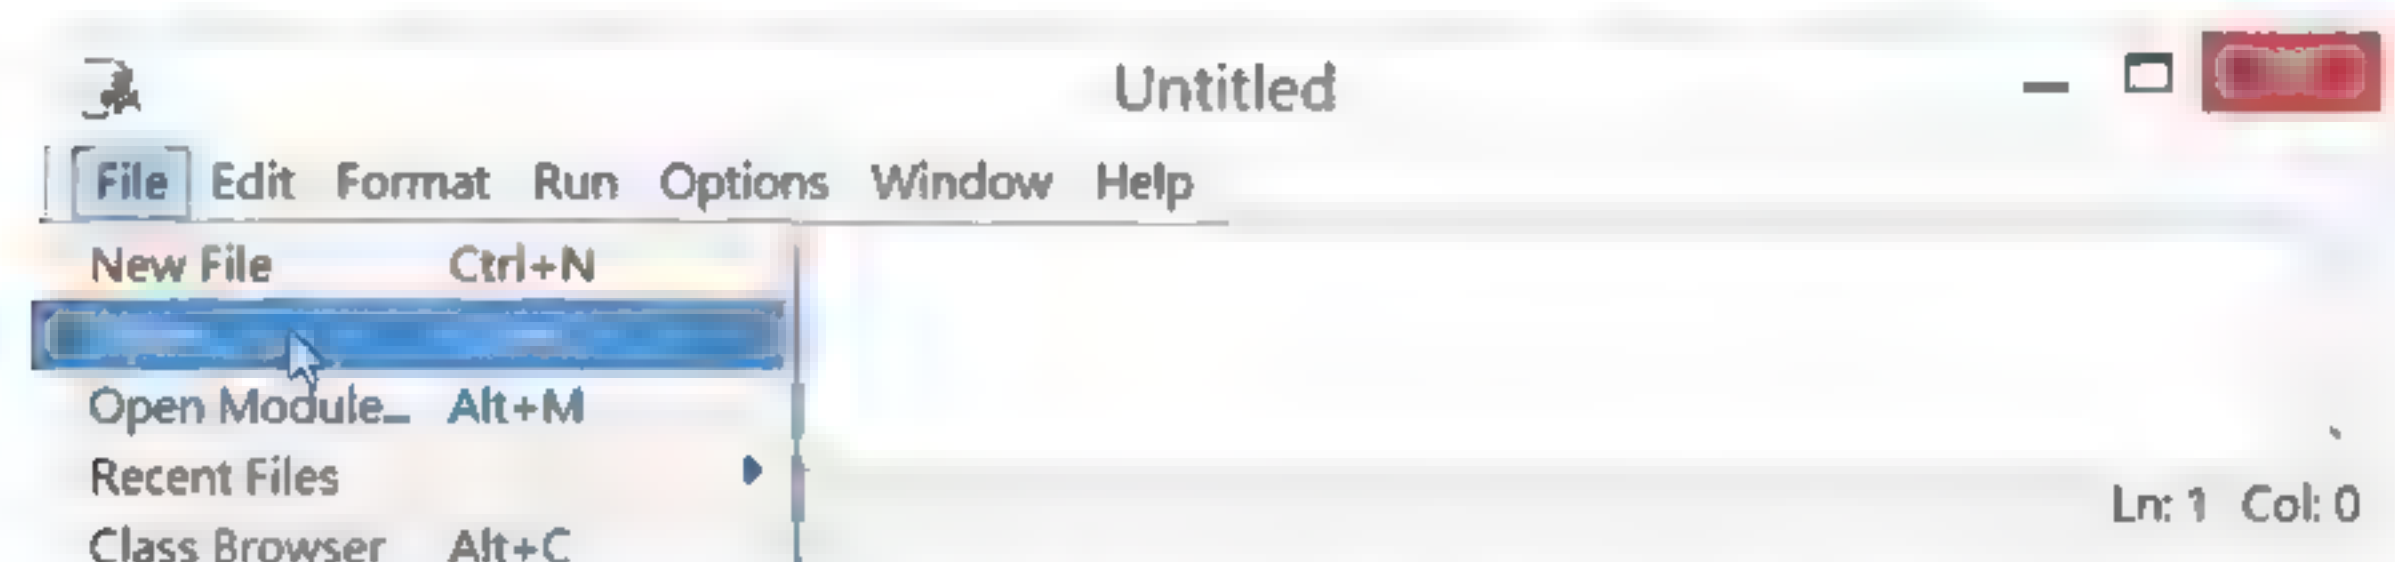 Untitled
File Edit Format Run Options Window Help
New File Ctrl+N
Open Module... Alt+M
Recent Files
Class Browser Alt+C
Ln: 1 Col: 0